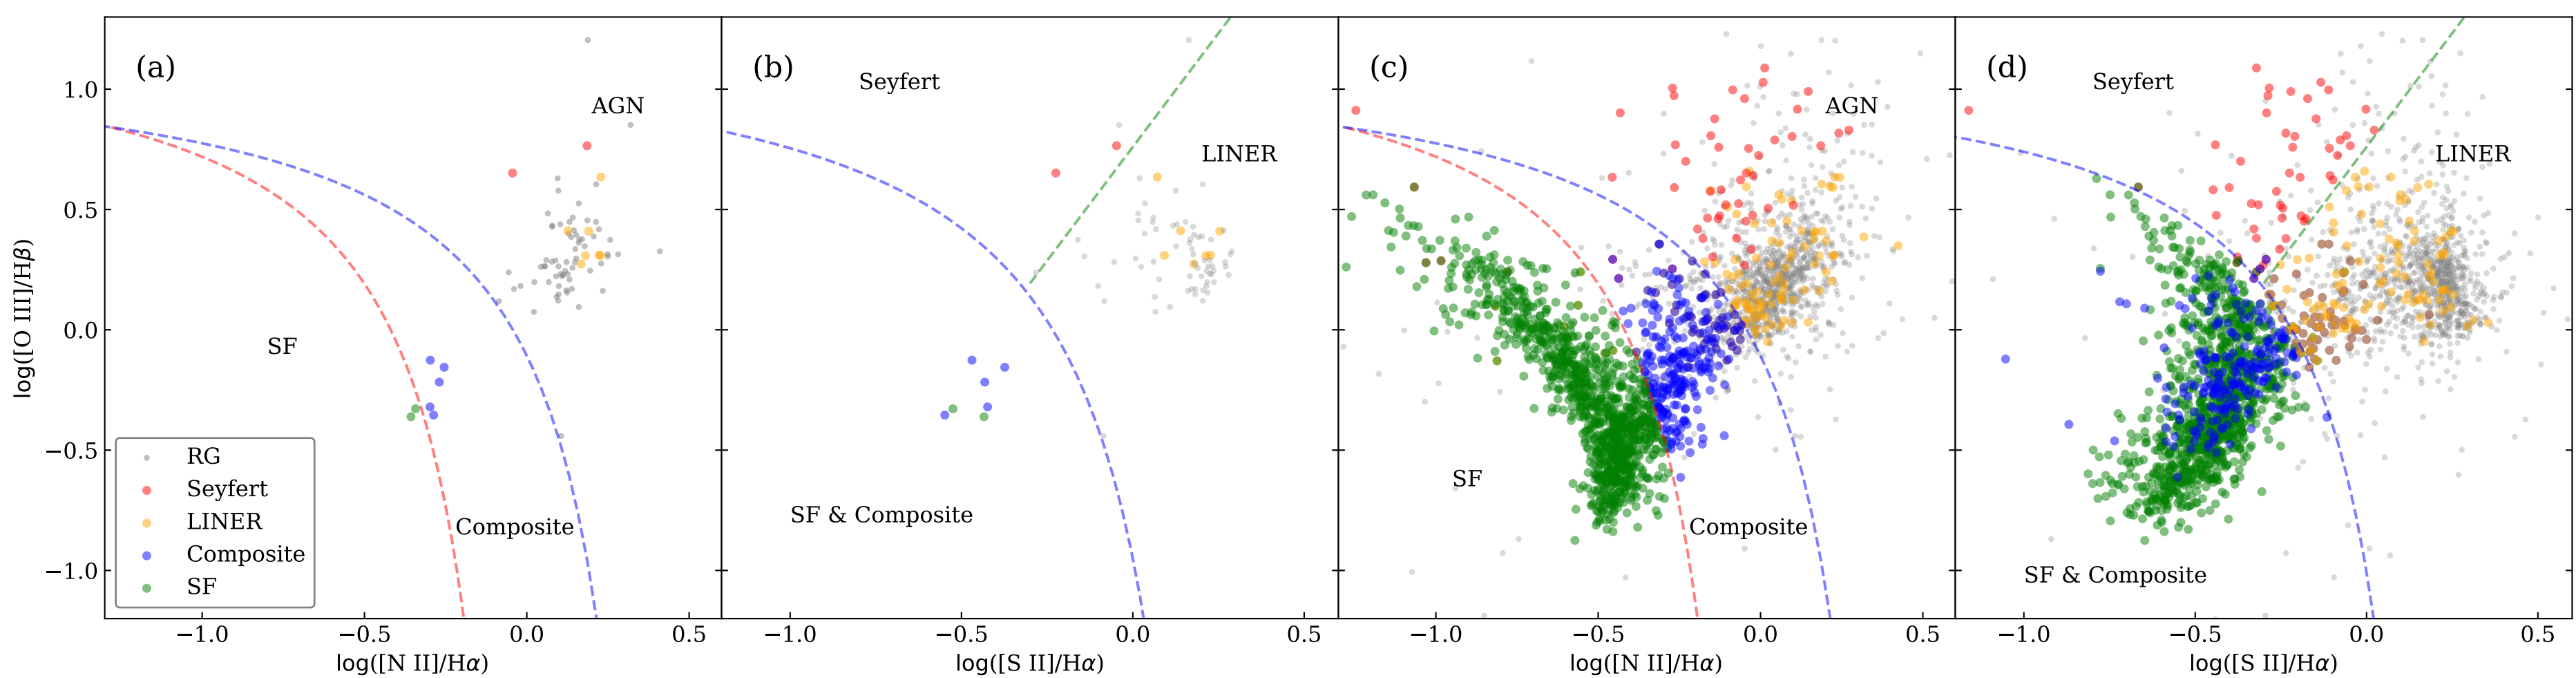 (a)
AGN
SF
Composite
RG
Seyfert
LINER
Composite
SF
1.0
0.5
0.0
−0.5
−1.0
log([O III]/Hβ)
−1.0 −0.5 0.0 0.5
log([N II]/Hα)
(b)
Seyfert
LINER
SF & Composite
−1.0 −0.5 0.0 0.5
log([S II]/Hα)
(c)
AGN
SF
Composite
−1.0 −0.5 0.0 0.5
log([N II]/Hα)
(d)
Seyfert
LINER
SF & Composite
−1.0 −0.5 0.0 0.5
log([S II]/Hα)